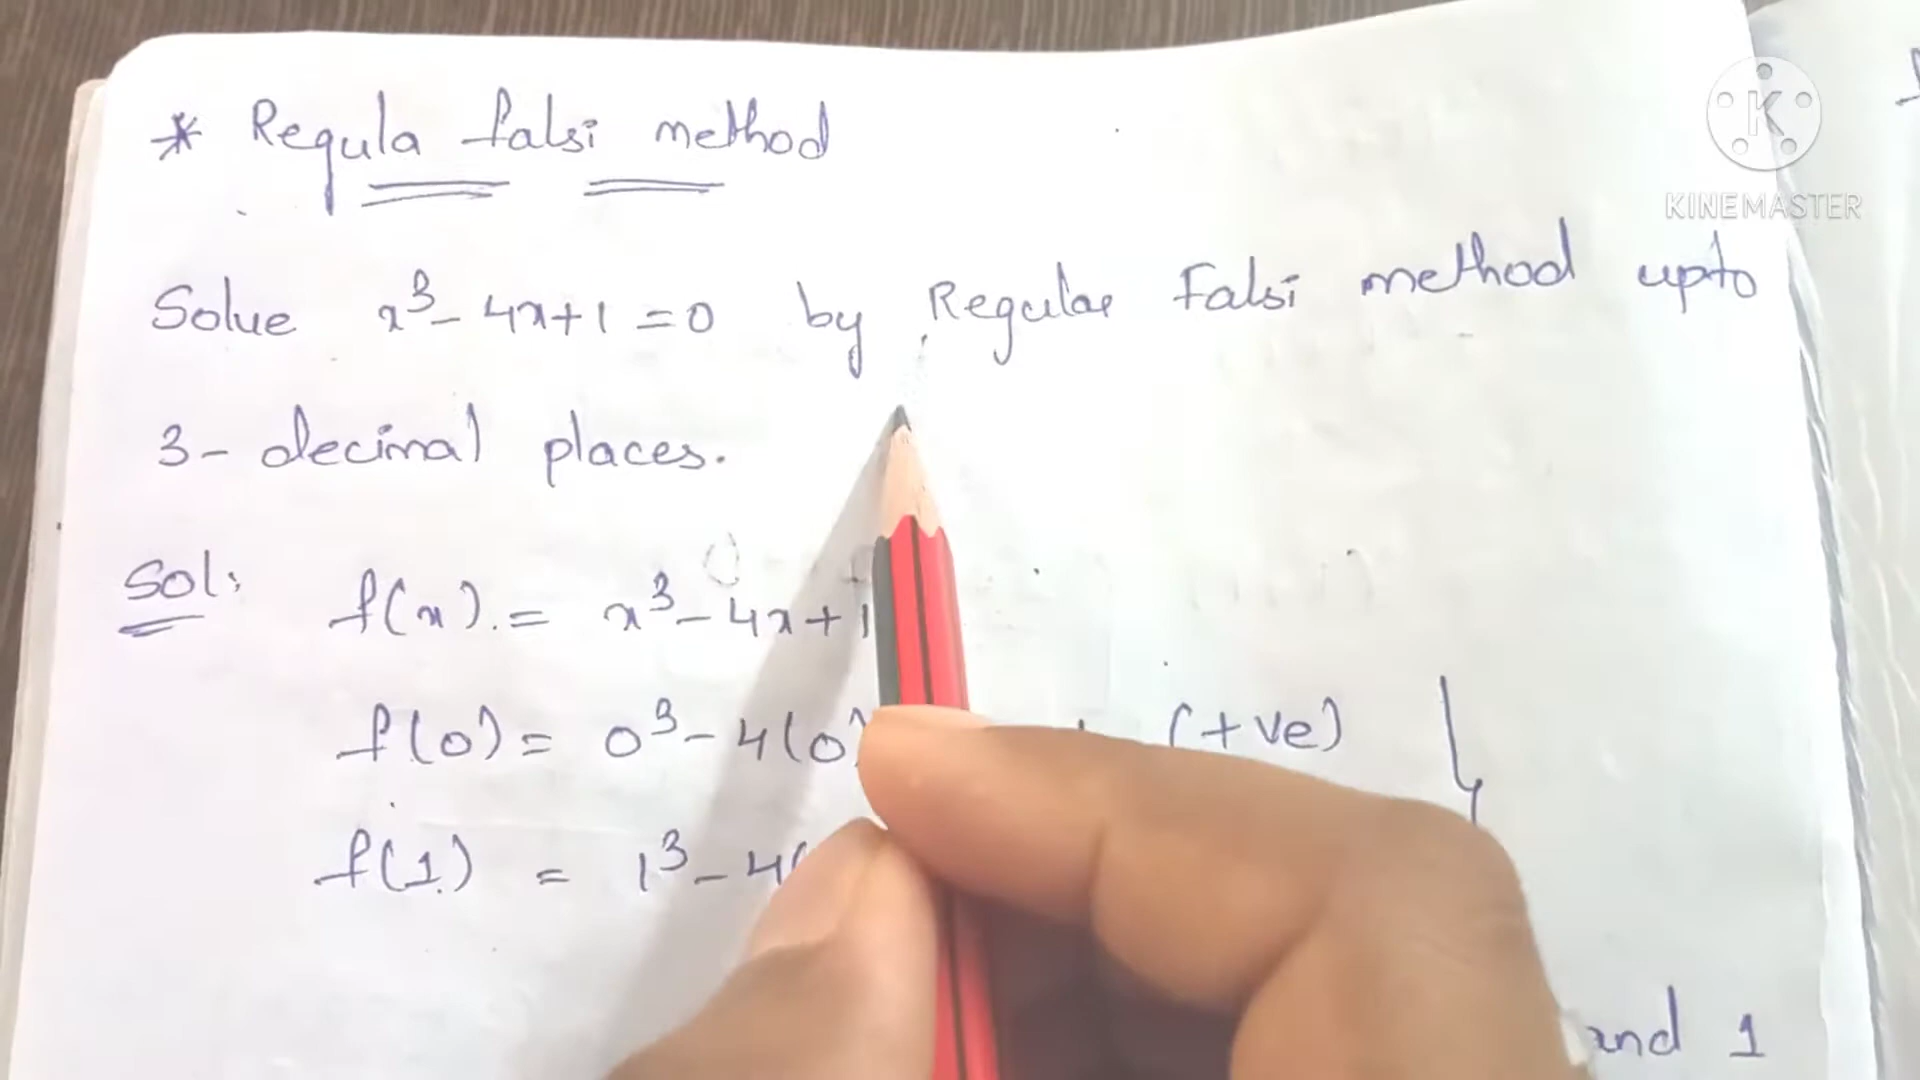 * Regula falsi method
KINEMASTER
Solve x³- 4x+1 =0 by Regular Falsi method upto
3- decimal places.
Sol: f(x) = x³-4x+1
f(0) = 0³-4(0) (+ve)
f(1) = 1³-4(
and 1